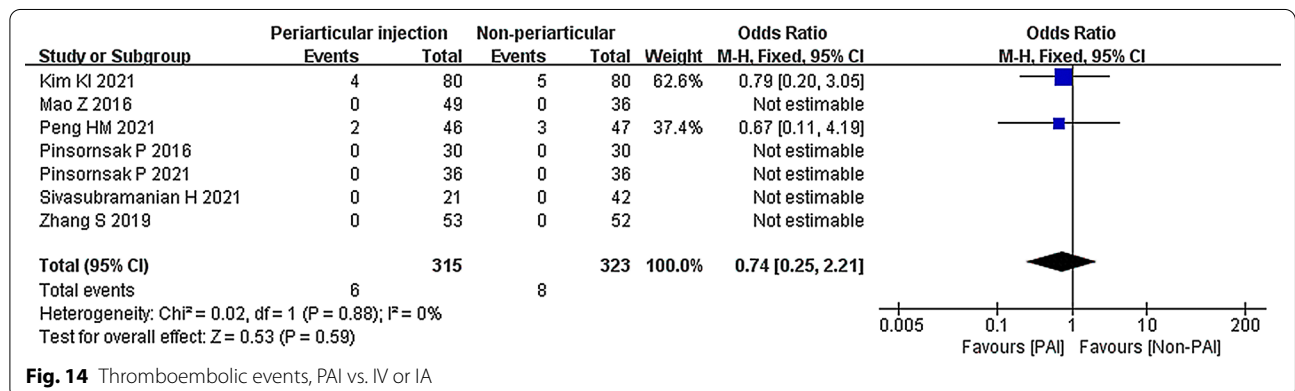 Periarticular injection Non-periarticular Odds Ratio Odds Ratio
Study or Subgroup Events Total Events Total Weight M-H, Fixed, 95% CI M-H, Fixed, 95% CI
Kim KI 2021 4 80 5 80 62.6% 0.79 [0.20, 3.05]
Mao Z 2016 0 49 0 36 Not estimable
Peng HM 2021 2 46 3 47 37.4% 0.67 [0.11, 4.19]
Pinsornsak P 2016 0 30 0 30 Not estimable
Pinsornsak P 2021 0 36 0 36 Not estimable
Sivasubramanian H 2021 0 21 0 42 Not estimable
Zhang S 2019 0 53 0 52 Not estimable
Total (95% CI) 315 323 100.0% 0.74 [0.25, 2.21]
Total events 6 8
Heterogeneity: Chi² = 0.02, df = 1 (P = 0.88); I² = 0%
Test for overall effect: Z = 0.53 (P = 0.59)
0.005 0.1 1 10 200
Favours [PAI] Favours [Non-PAI]
Fig. 14 Thromboembolic events, PAI vs. IV or IA